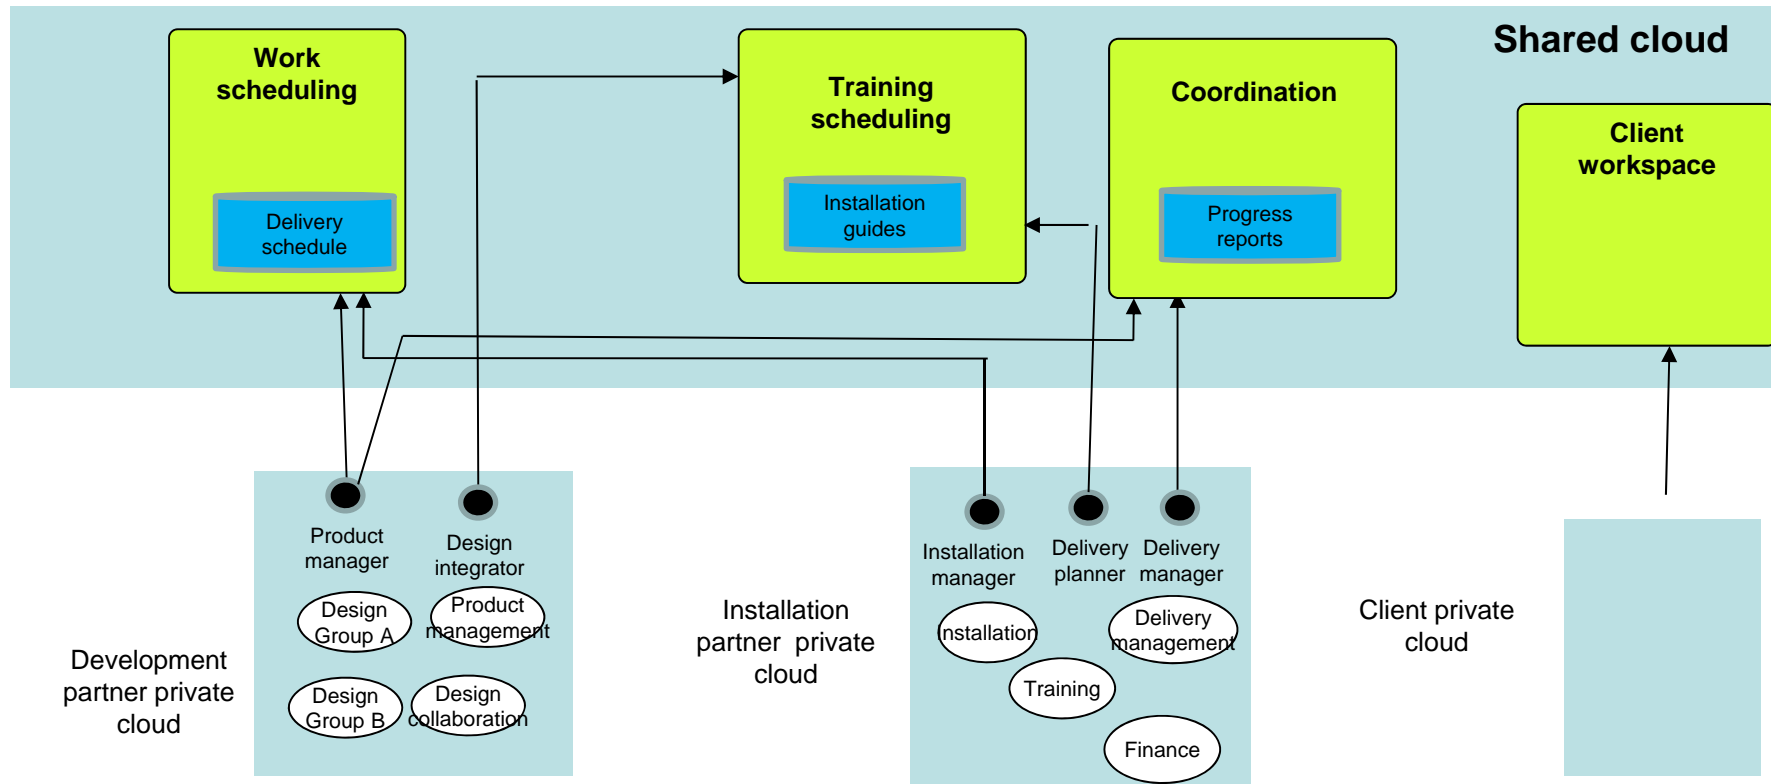 Shared cloud
Work
scheduling
Delivery
schedule
Training
scheduling
Installation
guides
Coordination
Progress
reports
Client
workspace
Product
manager
Design
integrator
Design
Group A
Product
management
Design
Group B
Design
collaboration
Development
partner private
cloud
Installation
manager
Delivery
planner
Delivery
manager
Installation
Delivery
management
Training
Finance
Installation
partner private
cloud
Client private
cloud